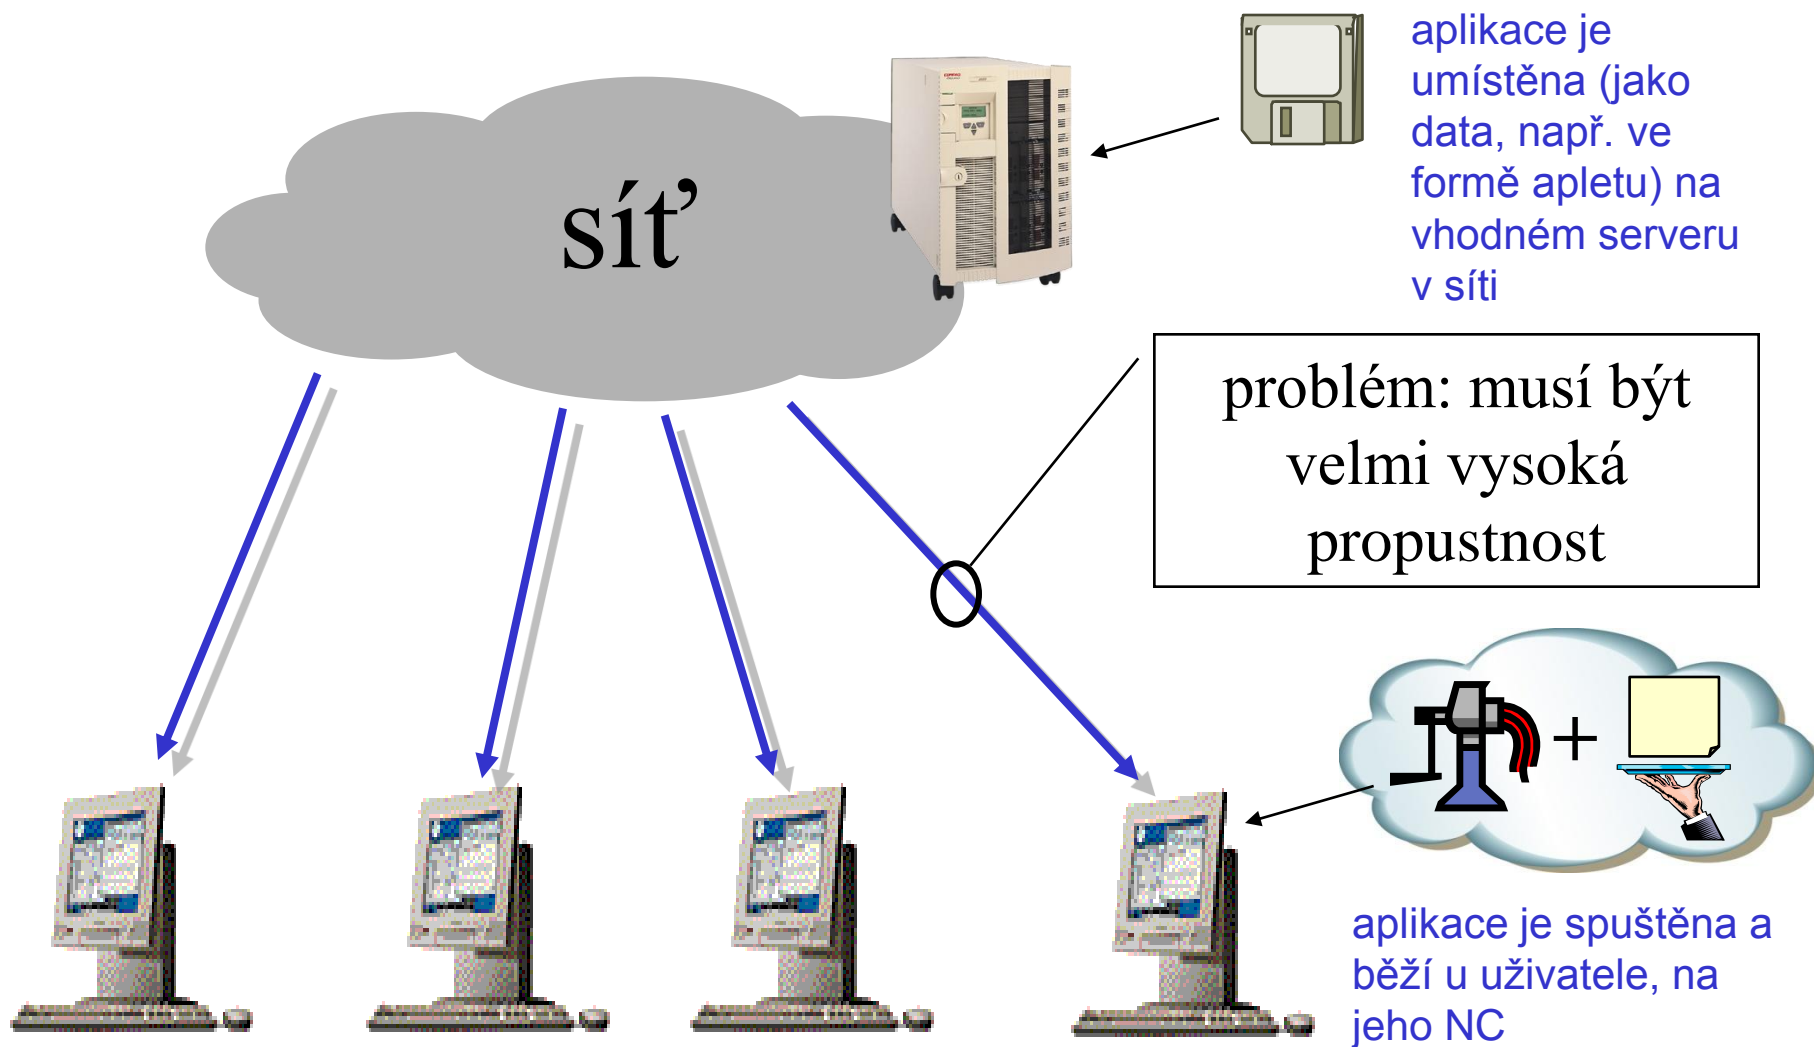 aplikace je
umístěna (jako
data, např. ve
formě apletu) na
vhodném serveru
v síti
síť
problém: musí být
velmi vysoká
propustnost
+
aplikace je spuštěna a
běží u uživatele, na
jeho NC